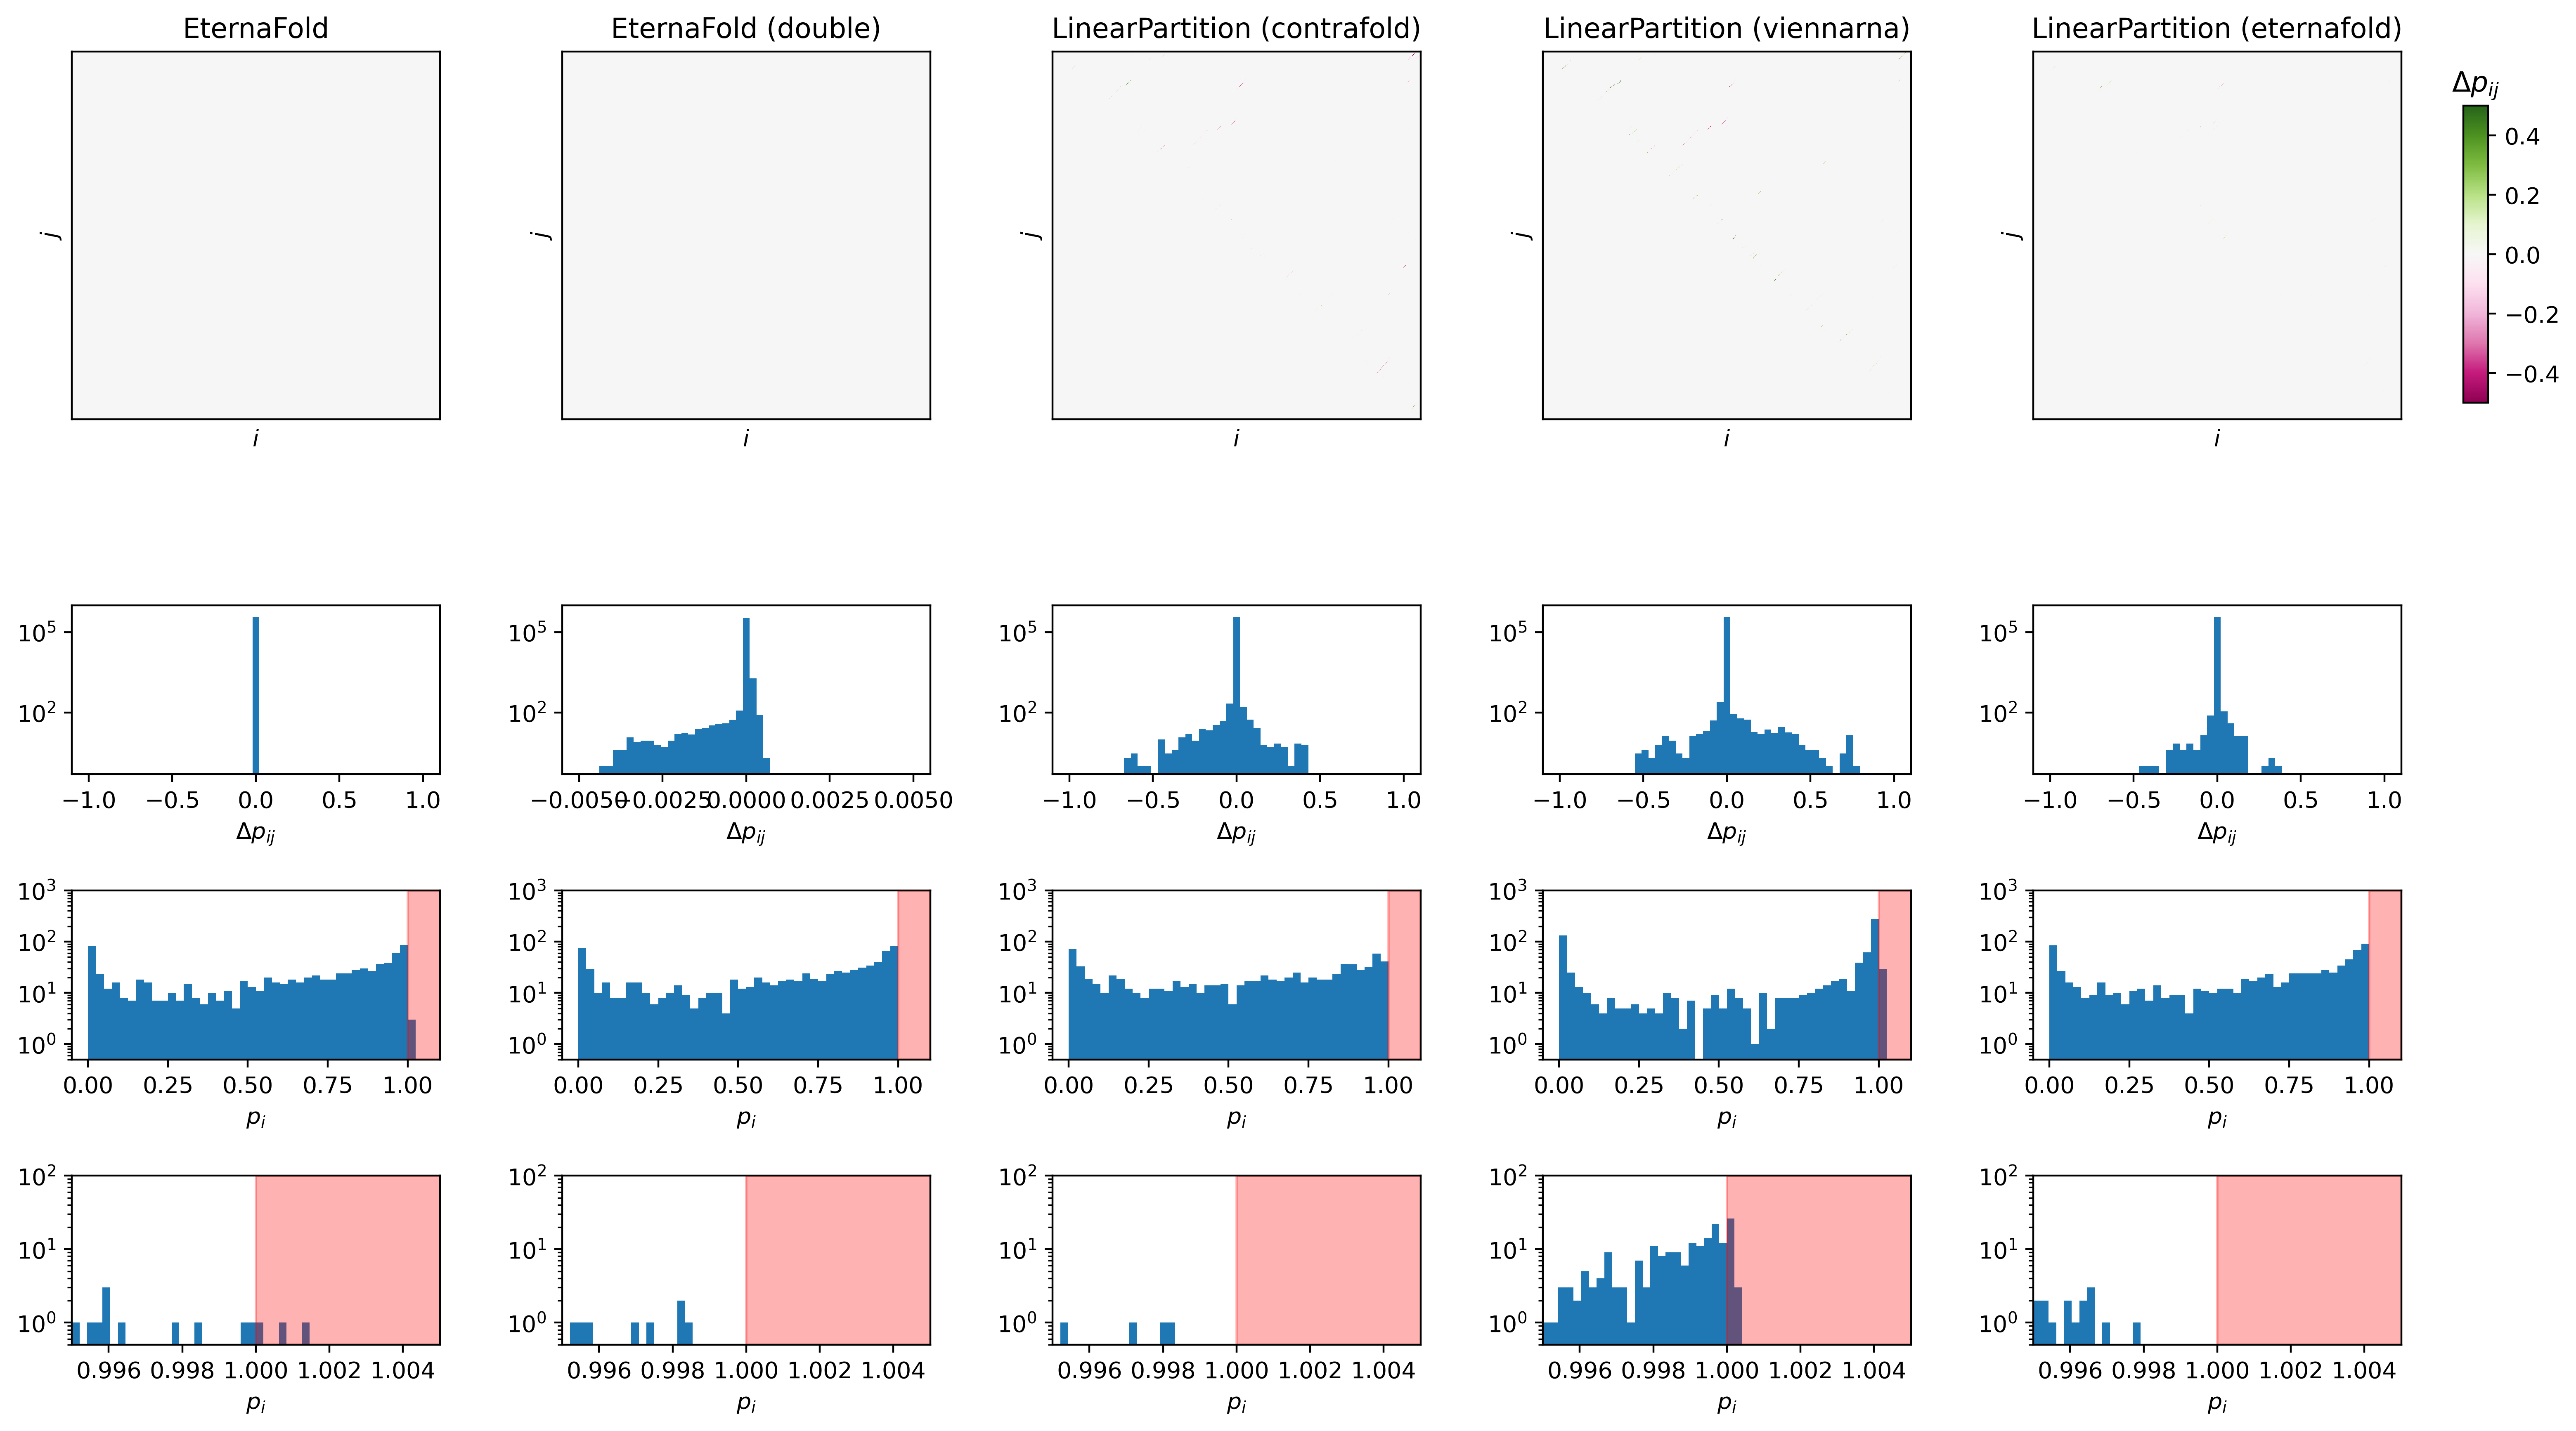 EternaFold EternaFold (double) LinearPartition (contrafold) LinearPartition (viennarna) LinearPartition (eternafold)
Δp_ij
0.4
0.2
0.0
−0.2
−0.4
j j j j j
i i i i i
10^5 10^5 10^5 10^5 10^5
10^2 10^2 10^2 10^2 10^2
−1.0 −0.5 0.0 0.5 1.0 −0.0050 −0.0025 0.0000 0.0025 0.0050 −1.0 −0.5 0.0 0.5 1.0 −1.0 −0.5 0.0 0.5 1.0 −1.0 −0.5 0.0 0.5 1.0
Δp_ij Δp_ij Δp_ij Δp_ij Δp_ij
10^3 10^3 10^3 10^3 10^3
10^2 10^2 10^2 10^2 10^2
10^1 10^1 10^1 10^1 10^1
10^0 10^0 10^0 10^0 10^0
0.00 0.25 0.50 0.75 1.00 0.00 0.25 0.50 0.75 1.00 0.00 0.25 0.50 0.75 1.00 0.00 0.25 0.50 0.75 1.00 0.00 0.25 0.50 0.75 1.00
p_i p_i p_i p_i p_i
10^2 10^2 10^2 10^2 10^2
10^1 10^1 10^1 10^1 10^1
10^0 10^0 10^0 10^0 10^0
0.996 0.998 1.000 1.002 1.004 0.996 0.998 1.000 1.002 1.004 0.996 0.998 1.000 1.002 1.004 0.996 0.998 1.000 1.002 1.004 0.996 0.998 1.000 1.002 1.004
p_i p_i p_i p_i p_i